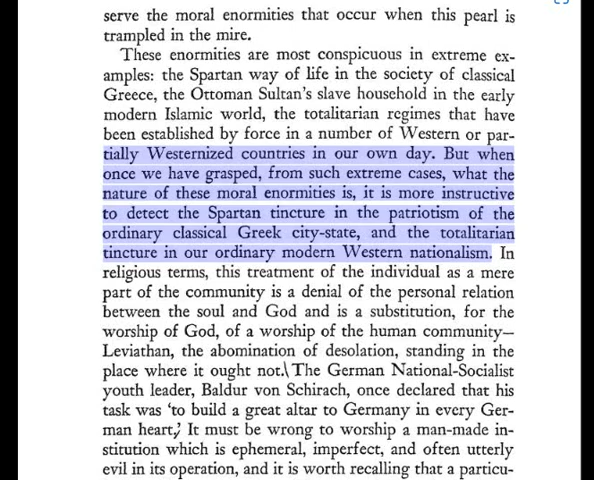 serve the moral enormities that occur when this pearl is
trampled in the mire.
These enormities are most conspicuous in extreme ex-
amples: the Spartan way of life in the society of classical
Greece, the Ottoman Sultan's slave household in the early
modern Islamic world, the totalitarian regimes that have
been established by force in a number of Western or par-
tially Westernized countries in our own day. But when
once we have grasped, from such extreme cases, what the
nature of these moral enormities is, it is more instructive
to detect the Spartan tincture in the patriotism of the
ordinary classical Greek city-state, and the totalitarian
tincture in our ordinary modern Western nationalism. In
religious terms, this treatment of the individual as a mere
part of the community is a denial of the personal relation
between the soul and God and is a substitution, for the
worship of God, of a worship of the human community—
Leviathan, the abomination of desolation, standing in the
place where it ought not.\ The German National-Socialist
youth leader, Baldur von Schirach, once declared that his
task was 'to build a great altar to Germany in every Ger-
man heart.' It must be wrong to worship a man-made in-
stitution which is ephemeral, imperfect, and often utterly
evil in its operation, and it is worth recalling that a particu-